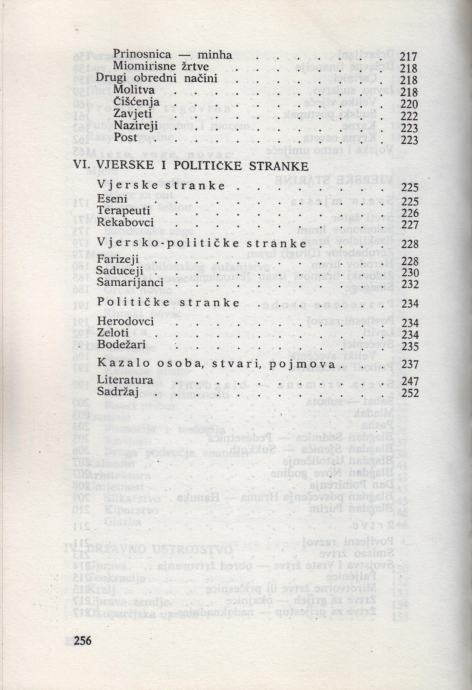 Prinosnica — minha . . . . . . . 217
Miomirisne žrtve . . . . . . . 218
Drugi obredni načini . . . . . . . 218
Molitva . . . . . . . 218
Čišćenja . . . . . . . 220
Zavjeti . . . . . . . 222
Nazireji . . . . . . . 223
Post . . . . . . . 223
VI. VJERSKE I POLITIČKE STRANKE
Vjerske stranke . . . . . . . 225
Eseni . . . . . . . 225
Terapeuti . . . . . . . 226
Rekabovci . . . . . . . 227
Vjersko-političke stranke . . . . 228
Farizeji . . . . . . . 228
Saduceji . . . . . . . 230
Samarijanci . . . . . . . 232
Političke stranke . . . . . . . 234
Herodovci . . . . . . . 234
Zeloti . . . . . . . 234
Bodežari . . . . . . . 235
Kazalo osoba, stvari, pojmova . . . 237
Literatura . . . . . . . 247
Sadržaj . . . . . . . 252
256